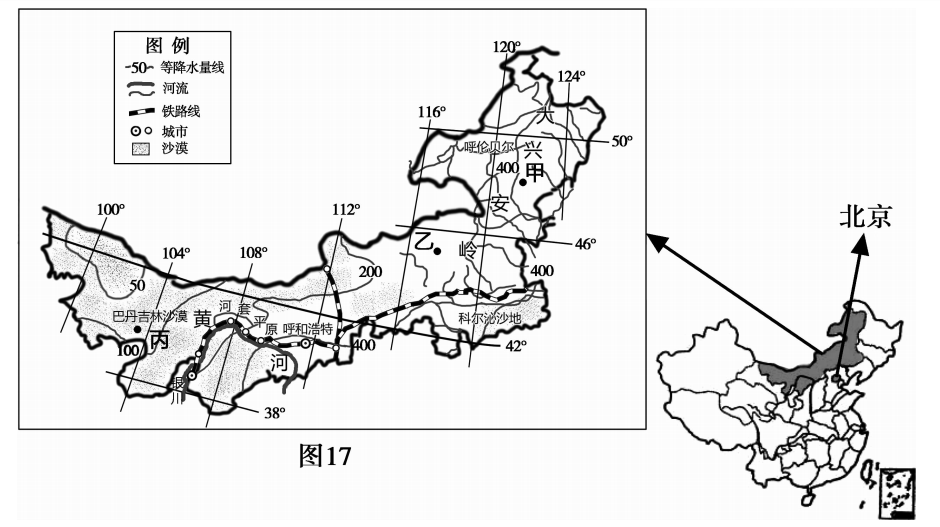 图例
50 等降水量线
河流
铁路线
城市
沙漠
120°
124°
116°
大
50°
呼伦贝尔
兴
400
甲
100°
安
112°
乙
岭
46°
104°
108°
200
400
50
巴丹吉林沙漠
黄
河套平原
呼和浩特
科尔沁沙地
丙
100
400
河
42°
银川
38°
图17
北京